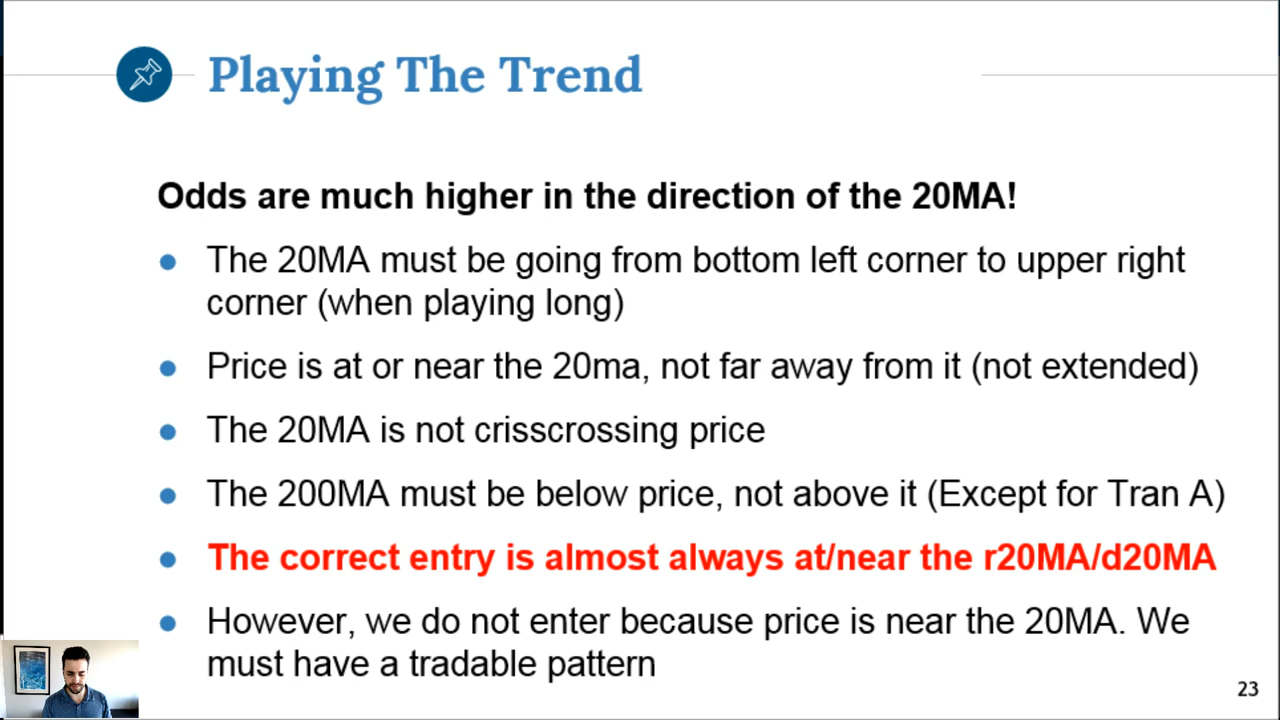 Playing The Trend
Odds are much higher in the direction of the 20MA!
The 20MA must be going from bottom left corner to upper right
corner (when playing long)
Price is at or near the 20ma, not far away from it (not extended)
The 20MA is not crisscrossing price
The 200MA must be below price, not above it (Except for Tran A)
The correct entry is almost always at/near the r20MA/d20MA
However, we do not enter because price is near the 20MA. We
must have a tradable pattern
23